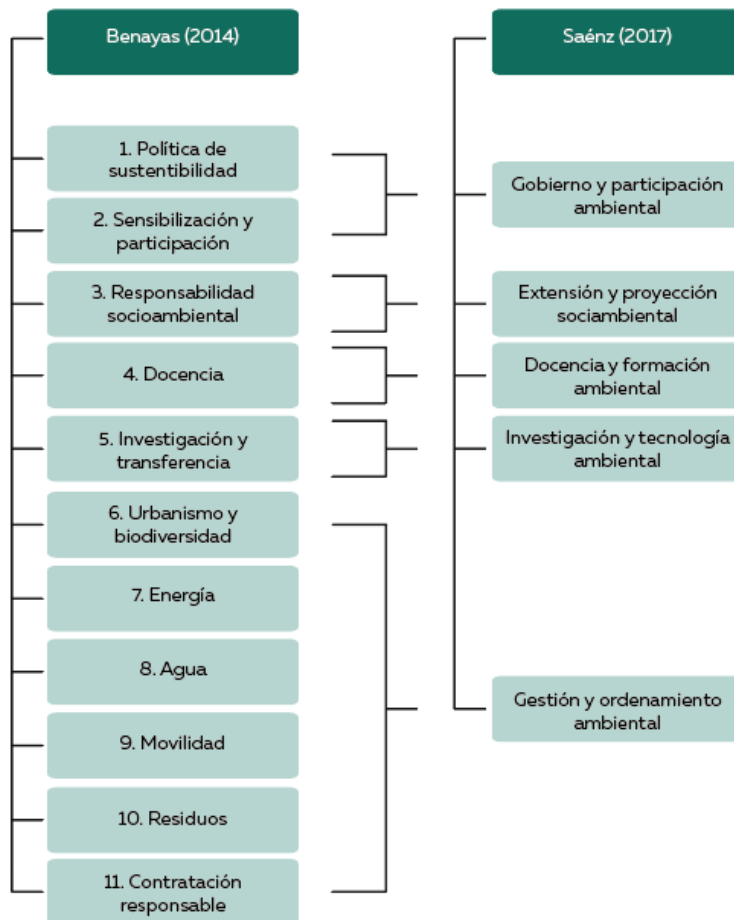 Benayas (2014)
1. Política de
sustentibilidad
2. Sensibilización y
participación
3. Responsabilidad
socioambiental
4. Docencia
5. Investigación y
transferencia
6. Urbanismo y
biodiversidad
7. Energía
8. Agua
9. Movilidad
10. Residuos
11. Contratación
responsable
Saénz (2017)
Gobierno y participación
ambiental
Extensión y proyección
sociambiental
Docencia y formación
ambiental
Investigación y tecnología
ambiental
Gestión y ordenamiento
ambiental